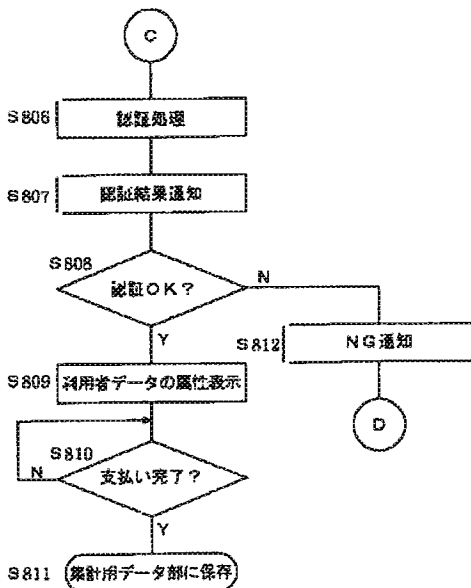 C
S806 認証処理
S807 認証結果通知
S808
認証OK?
N
Y
S812 NG通知
S809 利用者データの属性表示
D
S810
N 支払い完了?
Y
S811 集計用データ部に保存